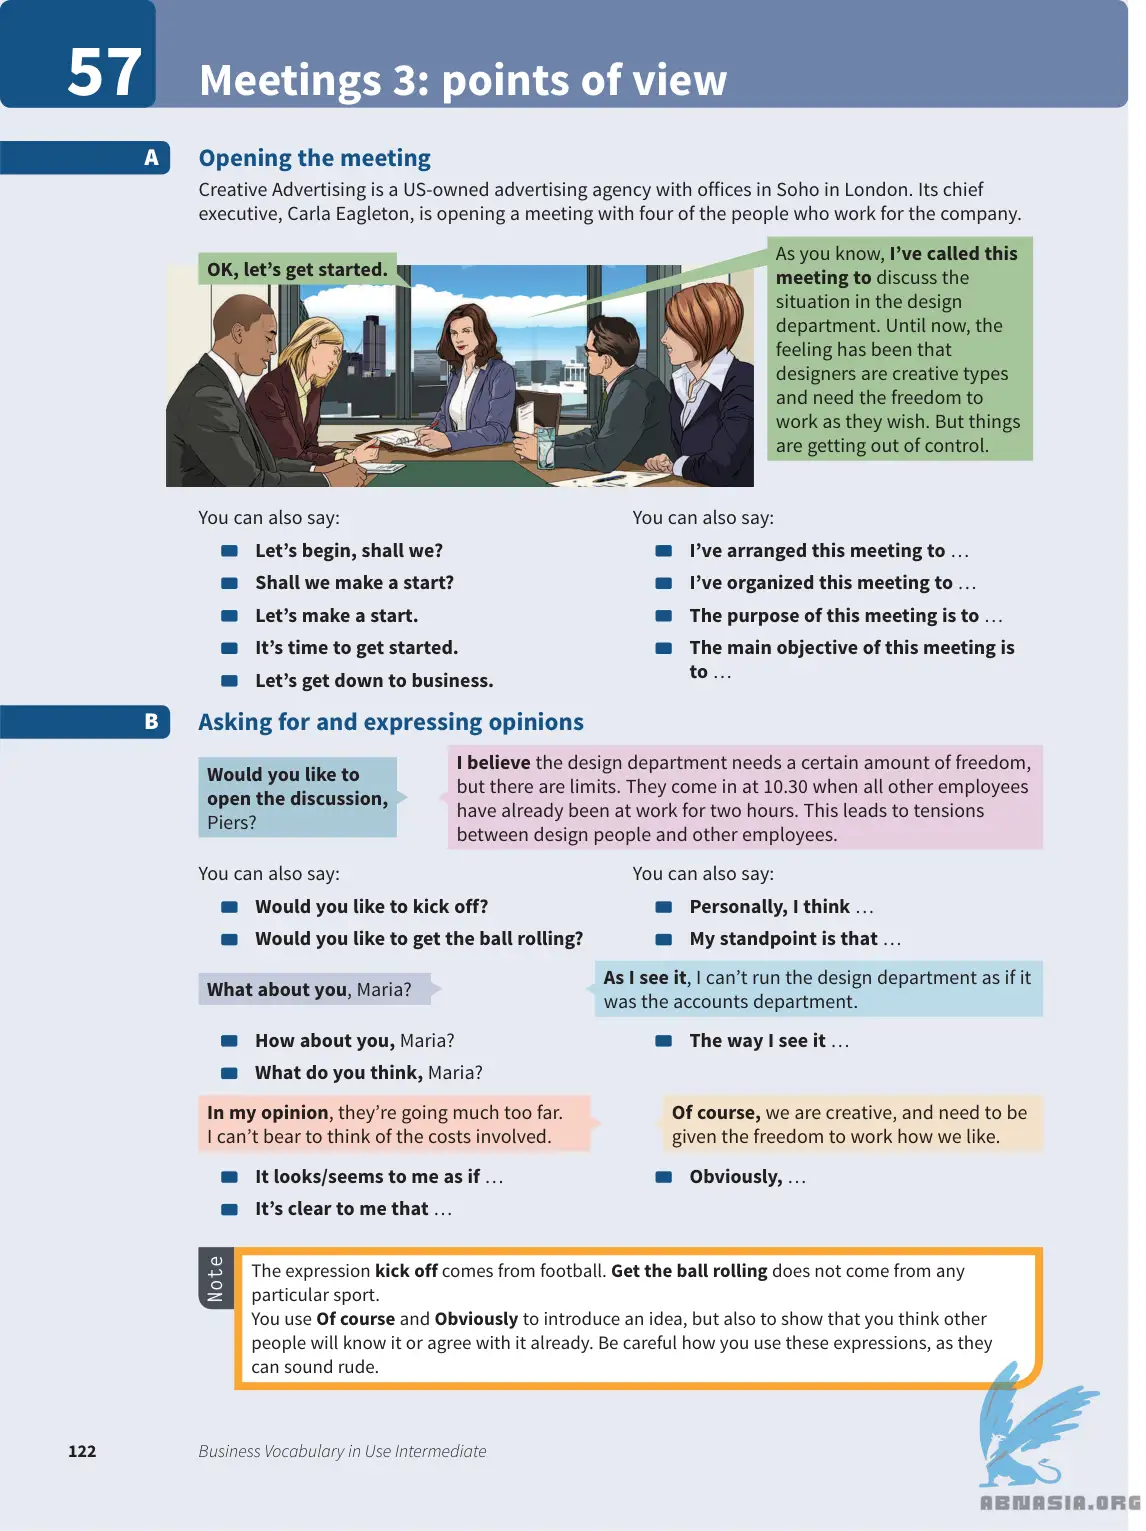 57
Meetings 3: points of view
A
Opening the meeting
Creative Advertising is a US-owned advertising agency with offices in Soho in London. Its chief
executive, Carla Eagleton, is opening a meeting with four of the people who work for the company.
OK, let's get started.
As you know, I've called this
meeting to discuss the
situation in the design
department. Until now, the
feeling has been that
designers are creative types
and need the freedom to
work as they wish. But things
are getting out of control.
You can also say:
Let's begin, shall we?
Shall we make a start?
Let's make a start.
It's time to get started.
Let's get down to business.
You can also say:
I've arranged this meeting to …
I've organized this meeting to …
The purpose of this meeting is to …
The main objective of this meeting is
to …
B
Asking for and expressing opinions
Would you like to
open the discussion,
Piers?
I believe the design department needs a certain amount of freedom,
but there are limits. They come in at 10.30 when all other employees
have already been at work for two hours. This leads to tensions
between design people and other employees.
You can also say:
Would you like to kick off?
Would you like to get the ball rolling?
You can also say:
Personally, I think …
My standpoint is that …
What about you, Maria?
As I see it, I can't run the design department as if it
was the accounts department.
How about you, Maria?
What do you think, Maria?
The way I see it …
In my opinion, they're going much too far.
I can't bear to think of the costs involved.
Of course, we are creative, and need to be
given the freedom to work how we like.
It looks/seems to me as if …
It's clear to me that …
Obviously, …
Note
The expression kick off comes from football. Get the ball rolling does not come from any
particular sport.
You use Of course and Obviously to introduce an idea, but also to show that you think other
people will know it or agree with it already. Be careful how you use these expressions, as they
can sound rude.
122
Business Vocabulary in Use Intermediate
ABNASIA.ORG